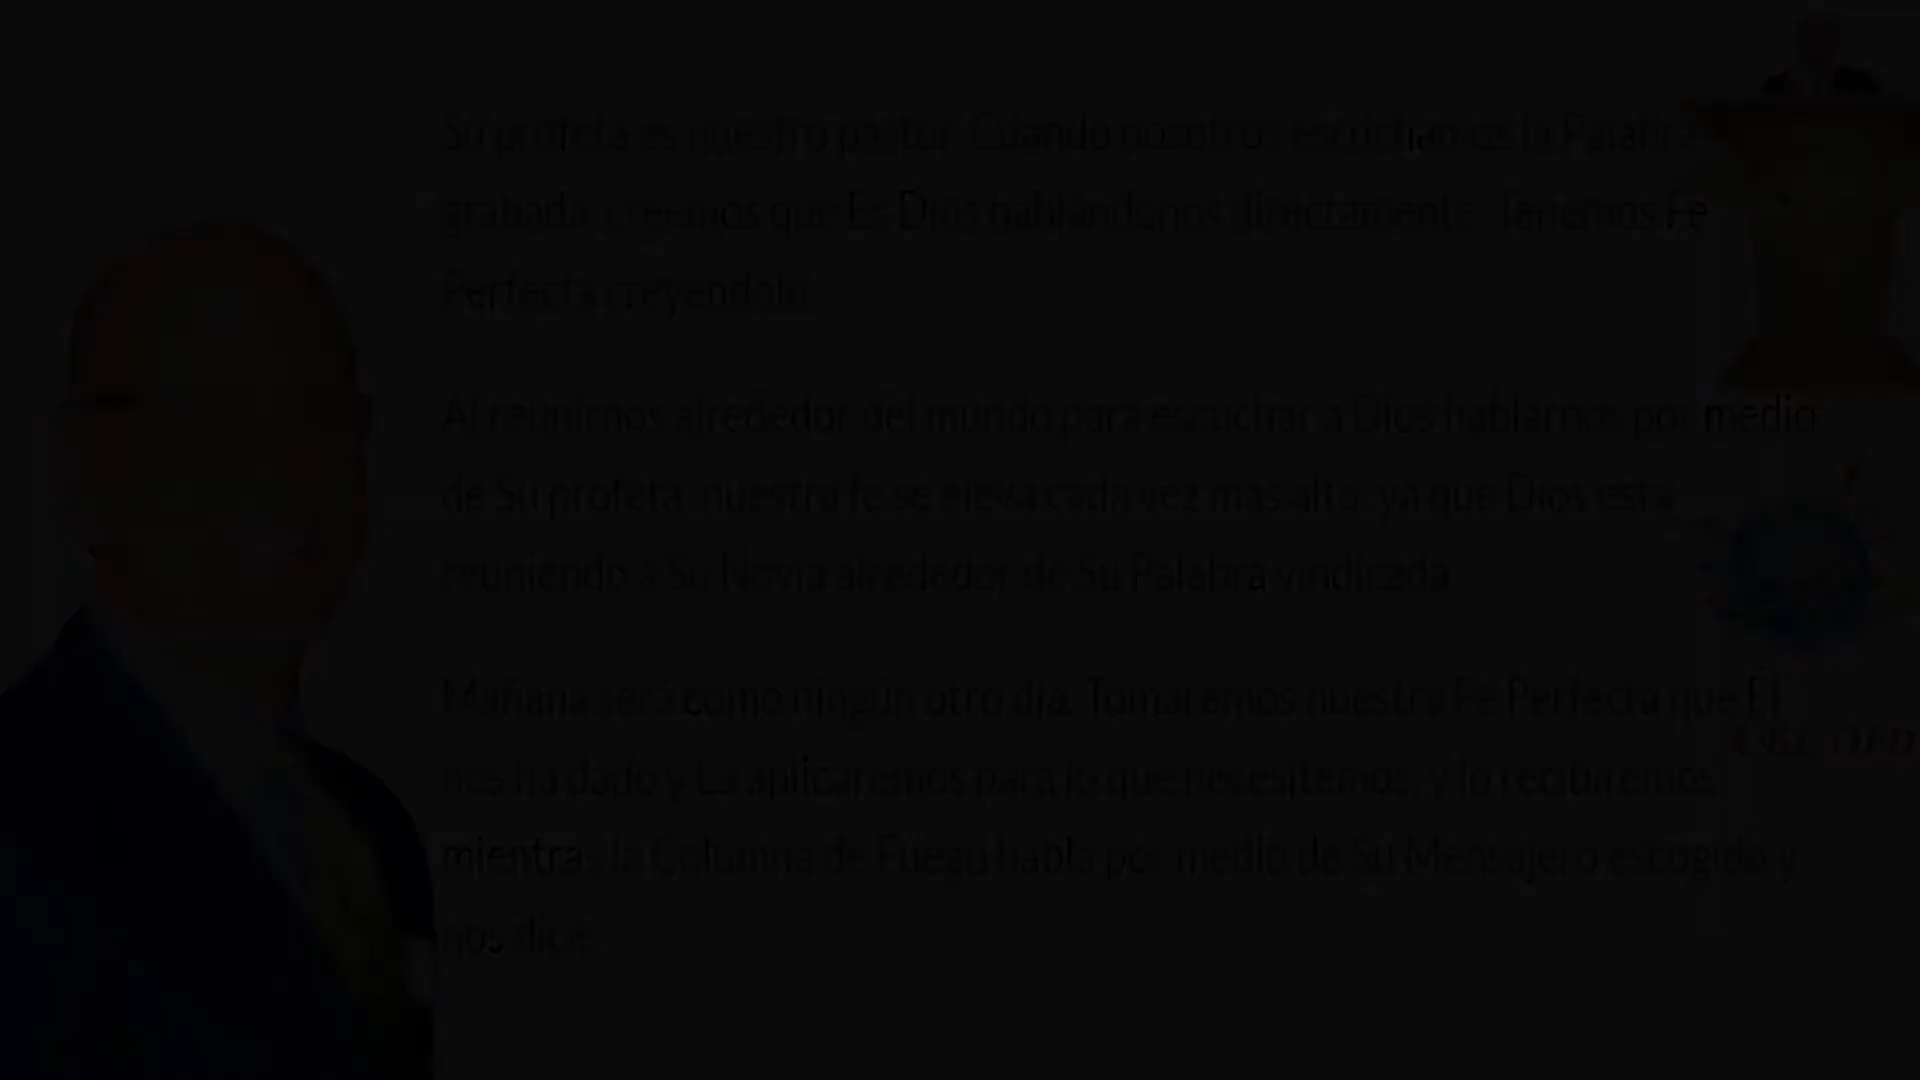 Su profeta es nuestro pastor. Cuando nosotros escuchamos la Palabra
grabada, creemos que Es Dios hablándonos directamente. Tenemos Fe
Perfecta creyéndolo.
Al reunirnos alrededor del mundo para escuchar a Dios hablarnos por medio
de Su profeta, nuestra fe se eleva cada vez más alto, ya que Dios está
reuniendo a Su Novia alrededor de Su Palabra vindicada.
Mañana será como ningún otro día. Tomaremos nuestra Fe Perfecta que Él
nos ha dado y La aplicaremos para lo que necesitemos, y lo recibiremos
mientras la Columna de Fuego habla por medio de Su Mensajero escogido y
nos dice: